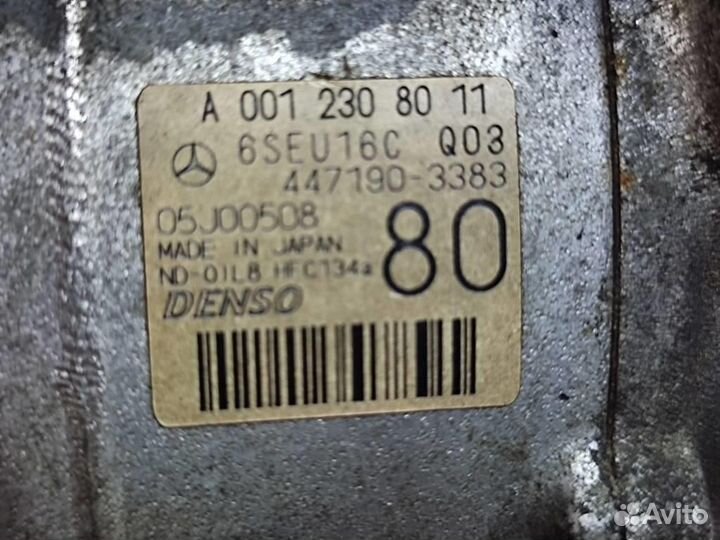 A 001 230 80 11
6SEU16C Q03
447190-3383
05J00508
MADE IN JAPAN
80
ND-OIL8 HFC134a
DENSO
Avito